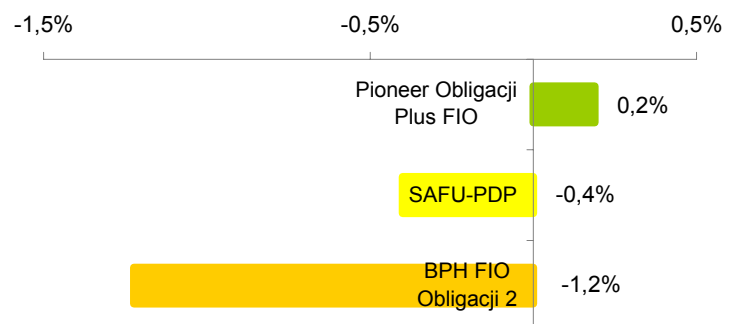 -1,5%
-0,5%
0,5%
Pioneer Obligacji
Plus FIO
0,2%
SAFU-PDP
-0,4%
BPH FIO
Obligacji 2
-1,2%